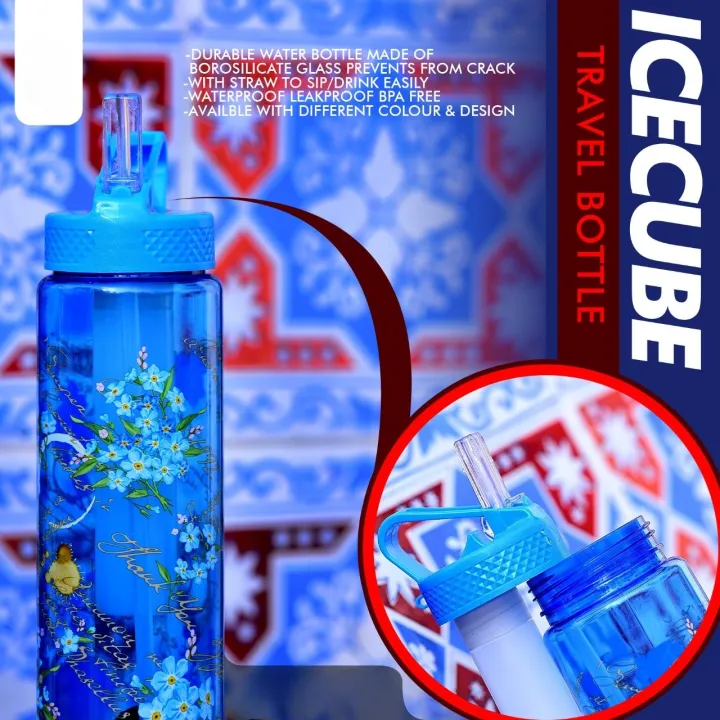 -DURABLE WATER BOTTLE MADE OF
BOROSILICATE GLASS PREVENTS FROM CRACK
-WITH STRAW TO SIP/DRINK EASILY
-WATERPROOF LEAKPROOF BPA FREE
-AVAILBLE WITH DIFFERENT COLOUR & DESIGN
ICECUBE
TRAVEL BOTTLE
Thank You